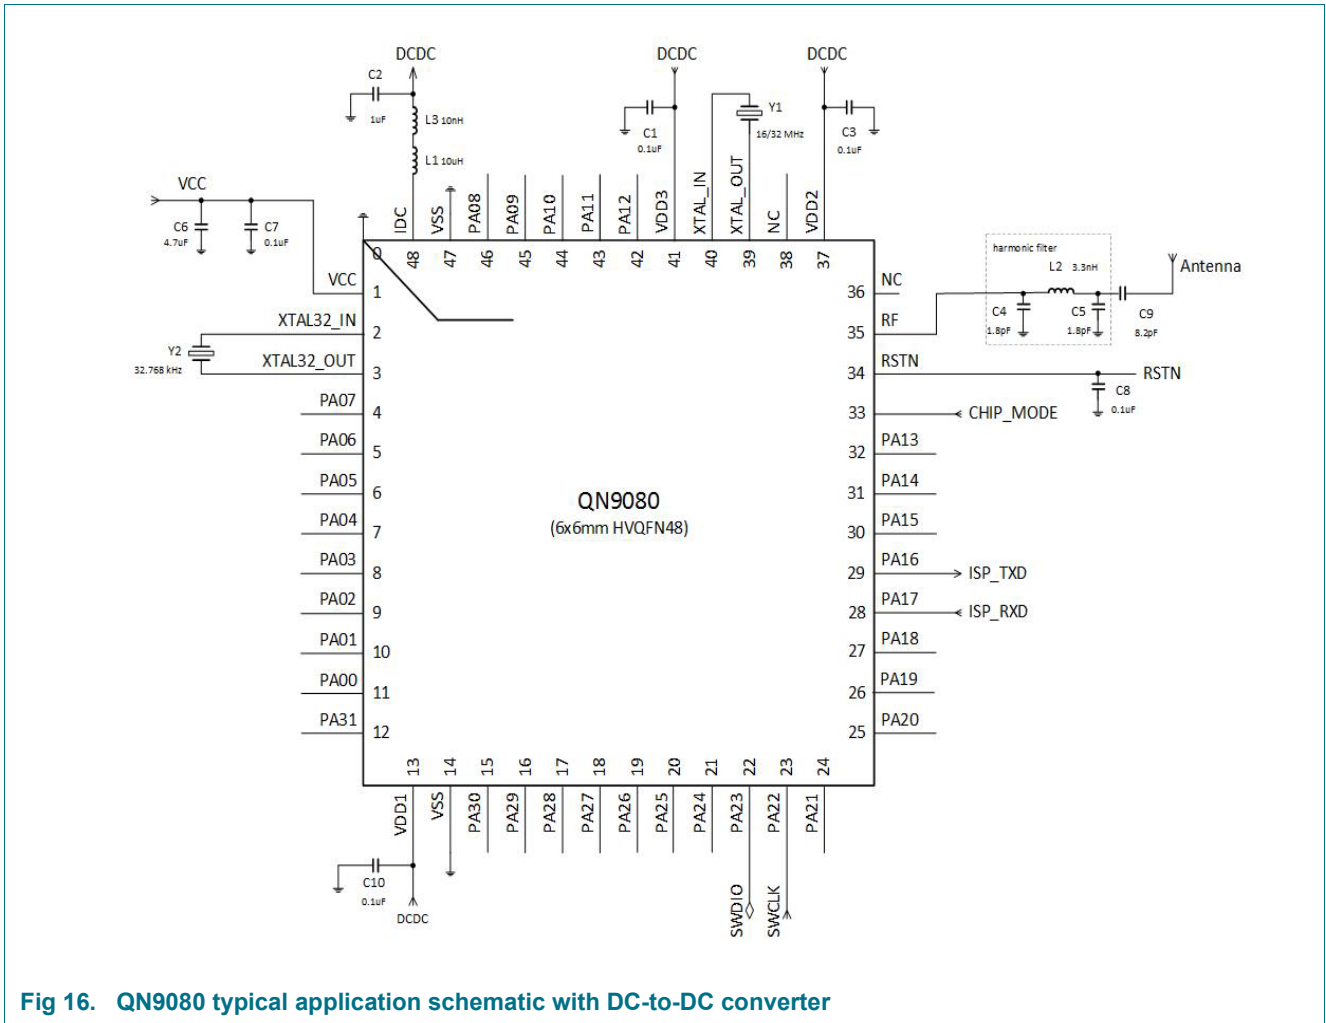 DCDC
C2
1uF
L3 10nH
L1 10uH
DCDC
C1
0.1uF
Y1
16/32 MHz
DCDC
C3
0.1uF
VCC
C6
4.7uF
C7
0.1uF
IDC
VSS
PA08
PA09
PA10
PA11
PA12
VDD3
XTAL_IN
XTAL_OUT
NC
VDD2
0
48
47
46
45
44
43
42
41
40
39
38
37
VCC
1
XTAL32_IN
2
XTAL32_OUT
3
Y2
32.768 kHz
PA07
4
PA06
5
PA05
6
PA04
7
PA03
8
PA02
9
PA01
10
PA00
11
PA31
12
QN9080
(6x6mm HVQFN48)
36
NC
35
RF
harmonic filter
L2 3.3nH
C4
1.8pF
C5
1.8pF
C9
8.2pF
Antenna
34
RSTN
RSTN
C8
0.1uF
33
CHIP_MODE
32
PA13
31
PA14
30
PA15
29
PA16
ISP_TXD
28
PA17
ISP_RXD
27
PA18
26
PA19
25
PA20
13
14
15
16
17
18
19
20
21
22
23
24
VDD1
VSS
PA30
PA29
PA28
PA27
PA26
PA25
PA24
PA23
PA22
PA21
C10
0.1uF
DCDC
SWDIO
SWCLK
Fig 16. QN9080 typical application schematic with DC-to-DC converter